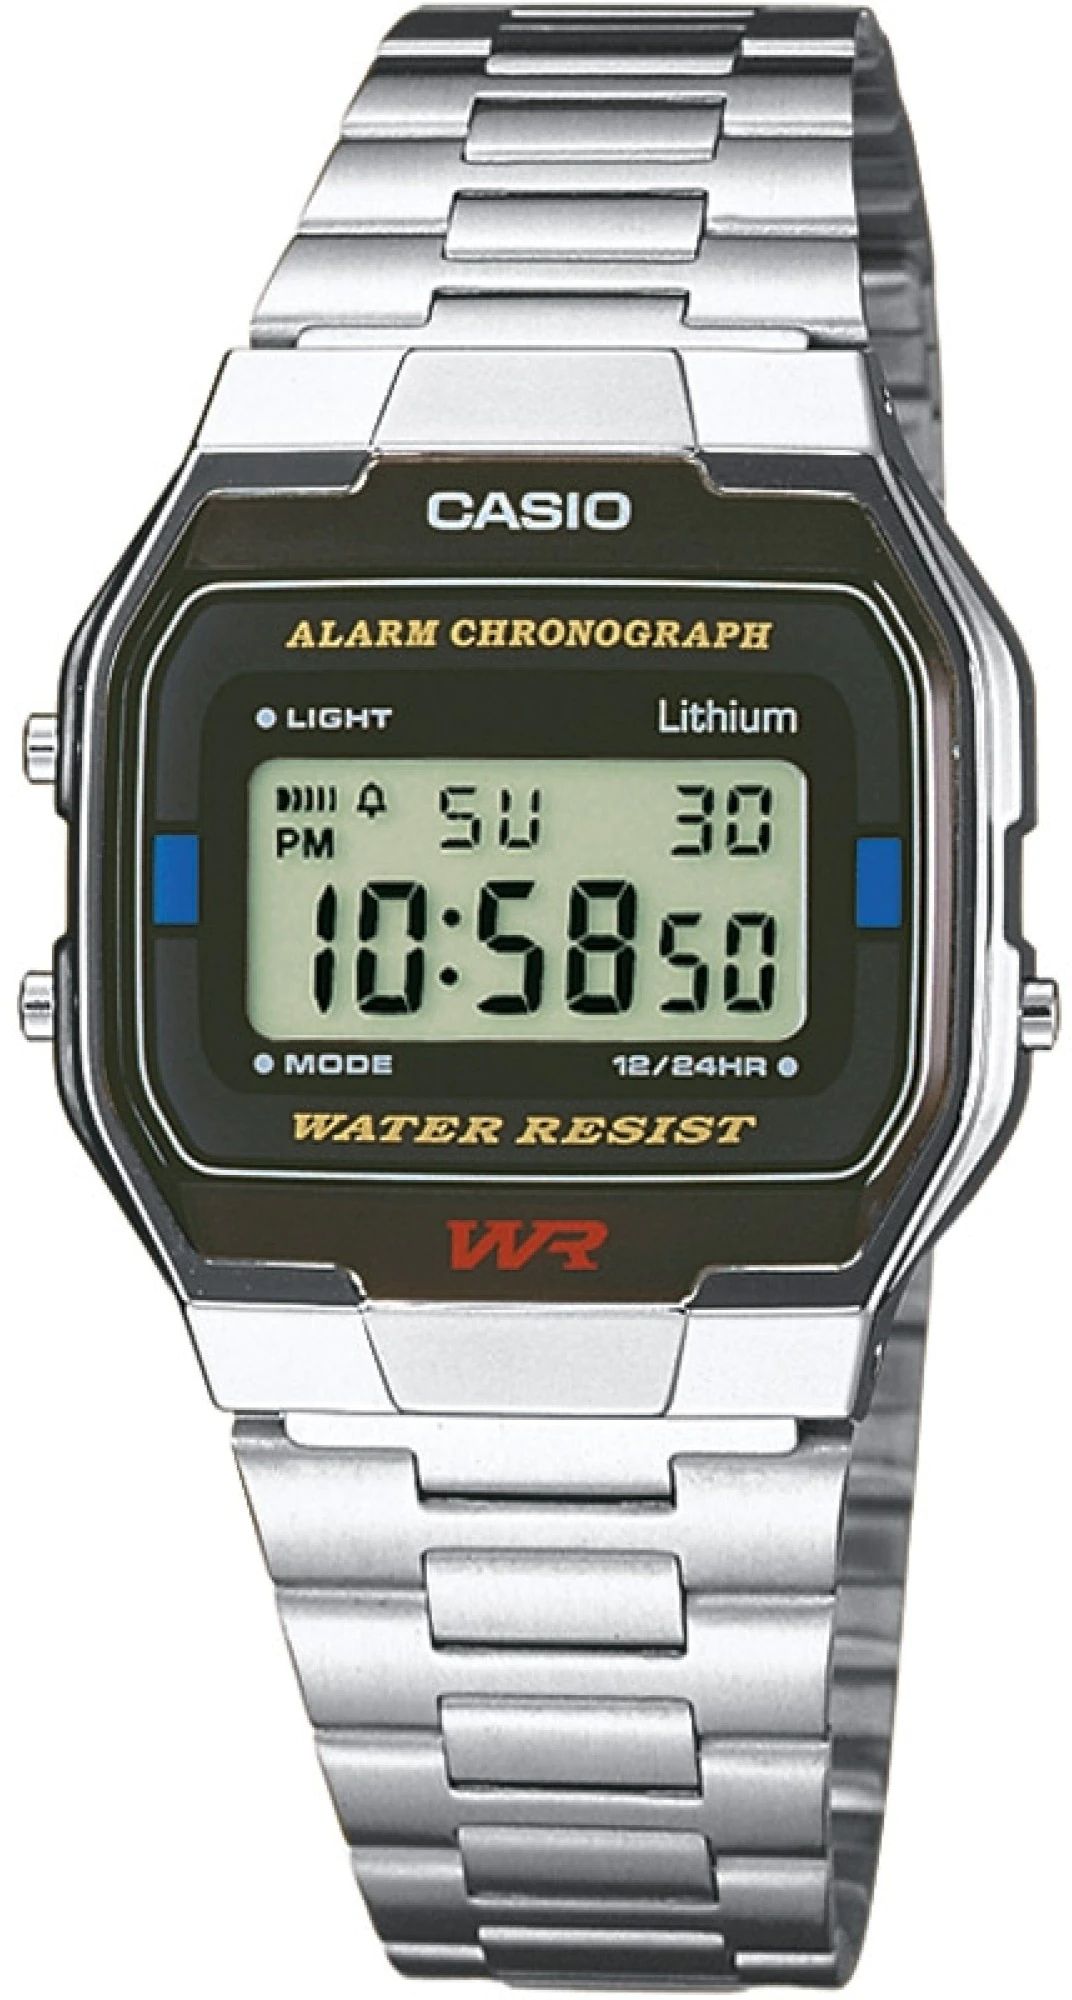 CASIO
ALARM CHRONOGRAPH
LIGHT Lithium
SU 30
PM
10:58 50
MODE 12/24HR
WATER RESIST
WR